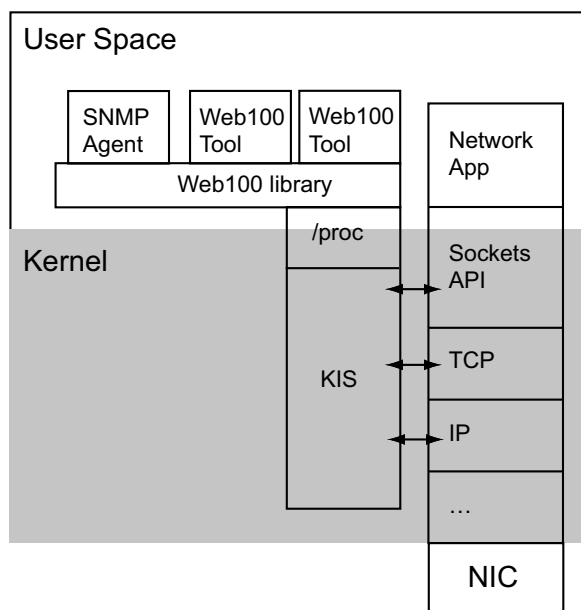 User Space
SNMP
Agent
Web100
Tool
Web100
Tool
Network
App
Web100 library
/proc
Kernel
Sockets
API
KIS
TCP
IP
...
NIC